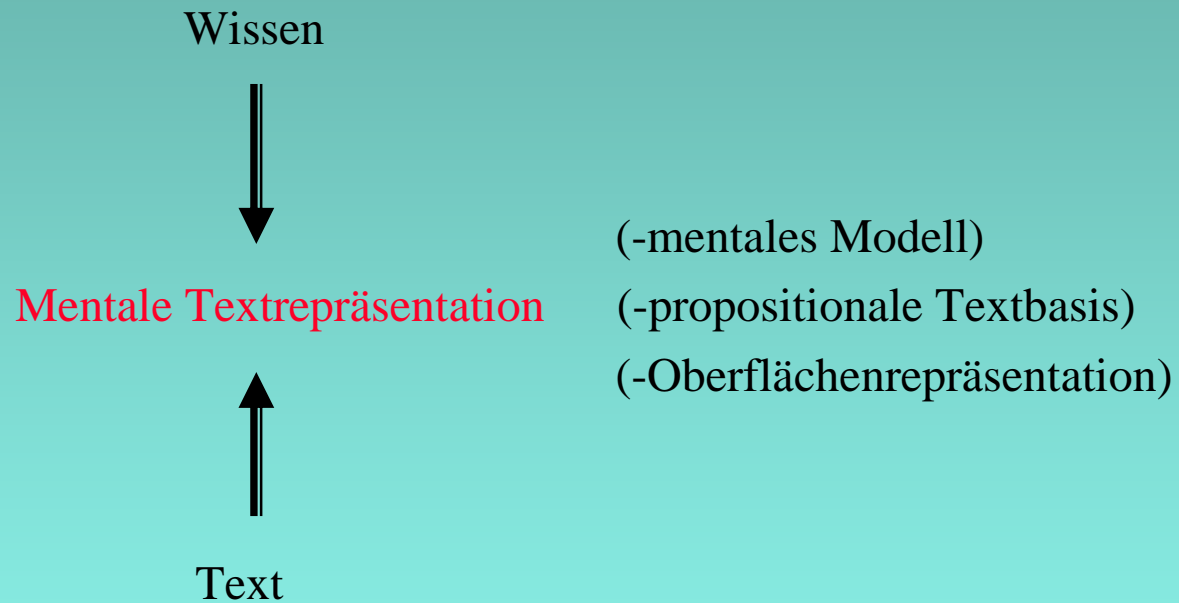 Wissen
(-mentales Modell)
Mentale Textrepräsentation (-propositionale Textbasis)
(-Oberflächenrepräsentation)
Text